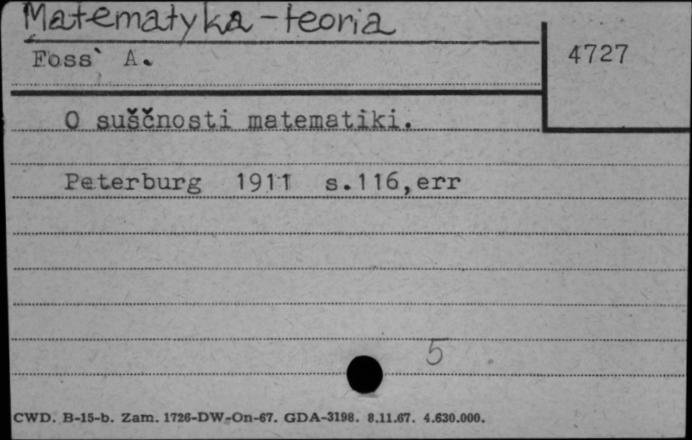 Matematyka - teoria
Foss` A.
4727
O suščnosti matematiki.
Peterburg 1911 s.116,err
5
CWD. B-15-b. Zam. 1726-DW-On-67. GDA-3198. 8.11.67. 4.630.000.